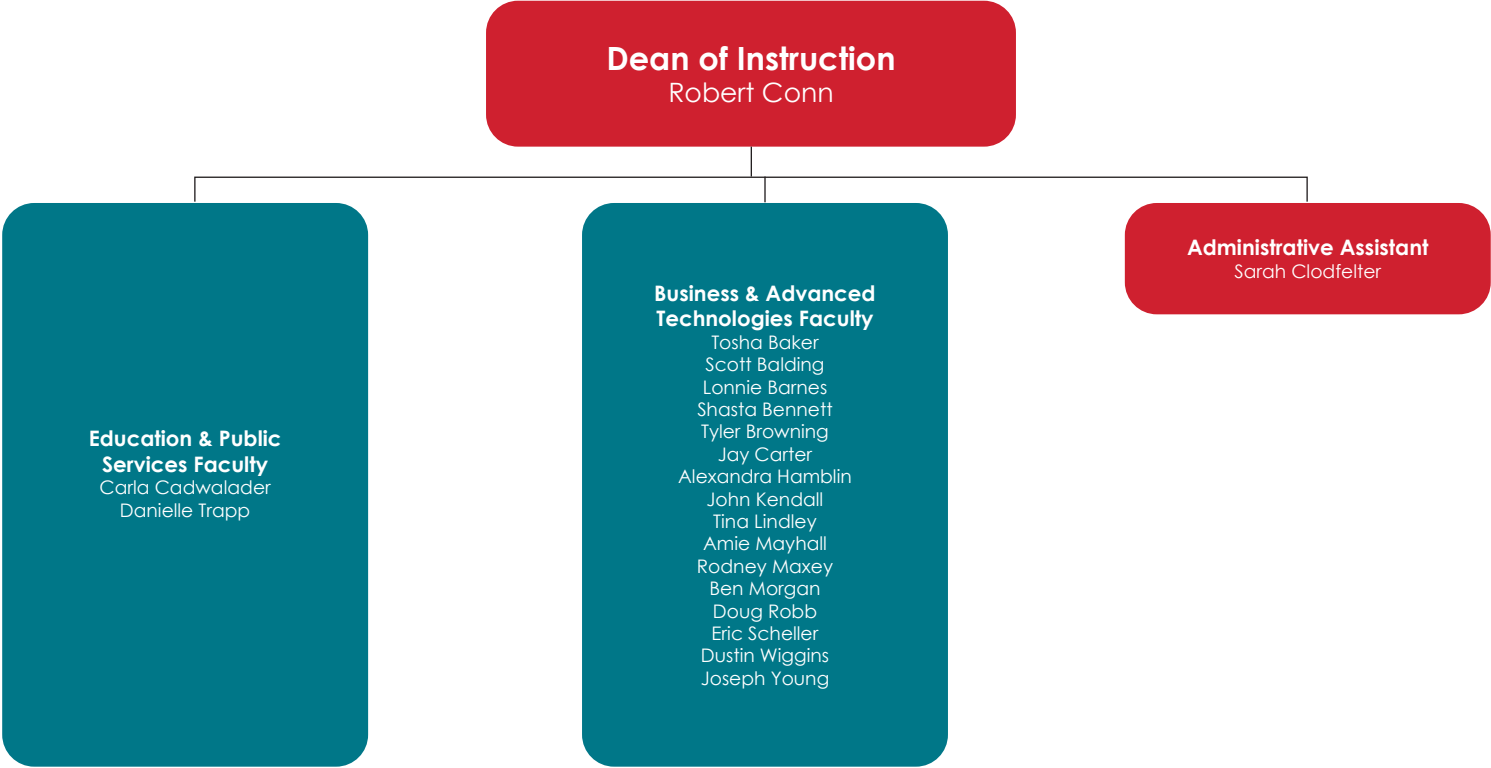 Dean of Instruction
Robert Conn
Education & Public
Services Faculty
Carla Cadwalader
Danielle Trapp
Business & Advanced
Technologies Faculty
Tosha Baker
Scott Balding
Lonnie Barnes
Shasta Bennett
Tyler Browning
Jay Carter
Alexandra Hamblin
John Kendall
Tina Lindley
Amie Mayhall
Rodney Maxey
Ben Morgan
Doug Robb
Eric Scheller
Dustin Wiggins
Joseph Young
Administrative Assistant
Sarah Clodfelter